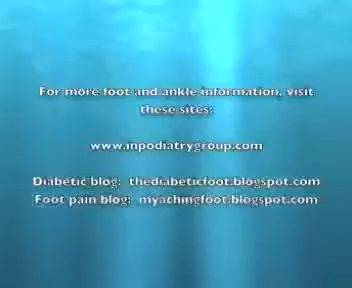 For more foot and ankle information, visit
these sites:
www.inpodiatrygroup.com
Diabetic blog: thediabeticfoot.blogspot.com
Foot pain blog: myachingfoot.blogspot.com